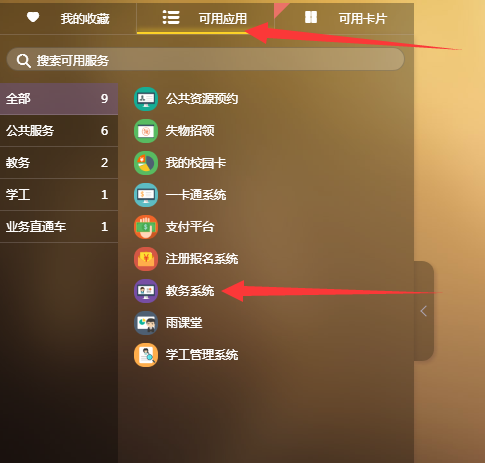 我的收藏 可用应用 可用卡片
搜索可用服务
全部 9
公共服务 6
教务 2
学工 1
业务直通车 1
公共资源预约
失物招领
我的校园卡
一卡通系统
支付平台
注册报名系统
教务系统
雨课堂
学工管理系统